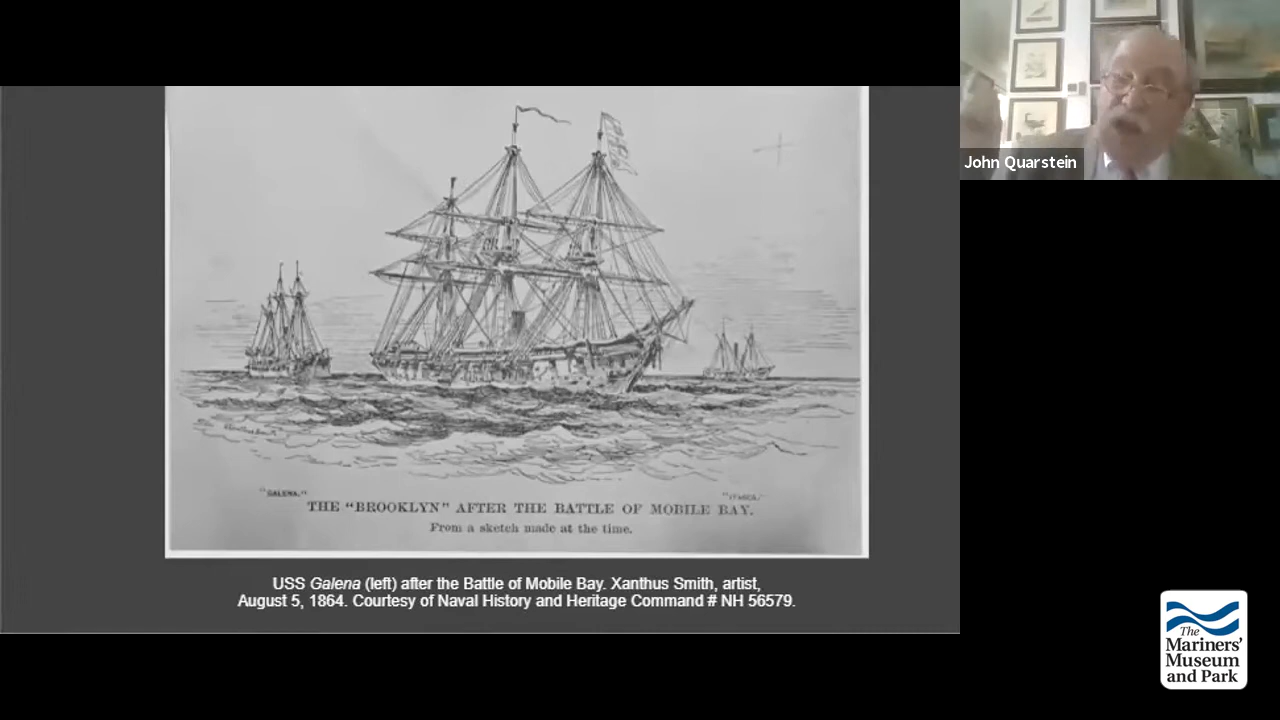 John Quarstein
"GALENA."
THE "BROOKLYN" AFTER THE BATTLE OF MOBILE BAY.
From a sketch made at the time.
USS Galena (left) after the Battle of Mobile Bay. Xanthus Smith, artist,
August 5, 1864. Courtesy of Naval History and Heritage Command # NH 56579.
The
Mariners'
Museum
and Park